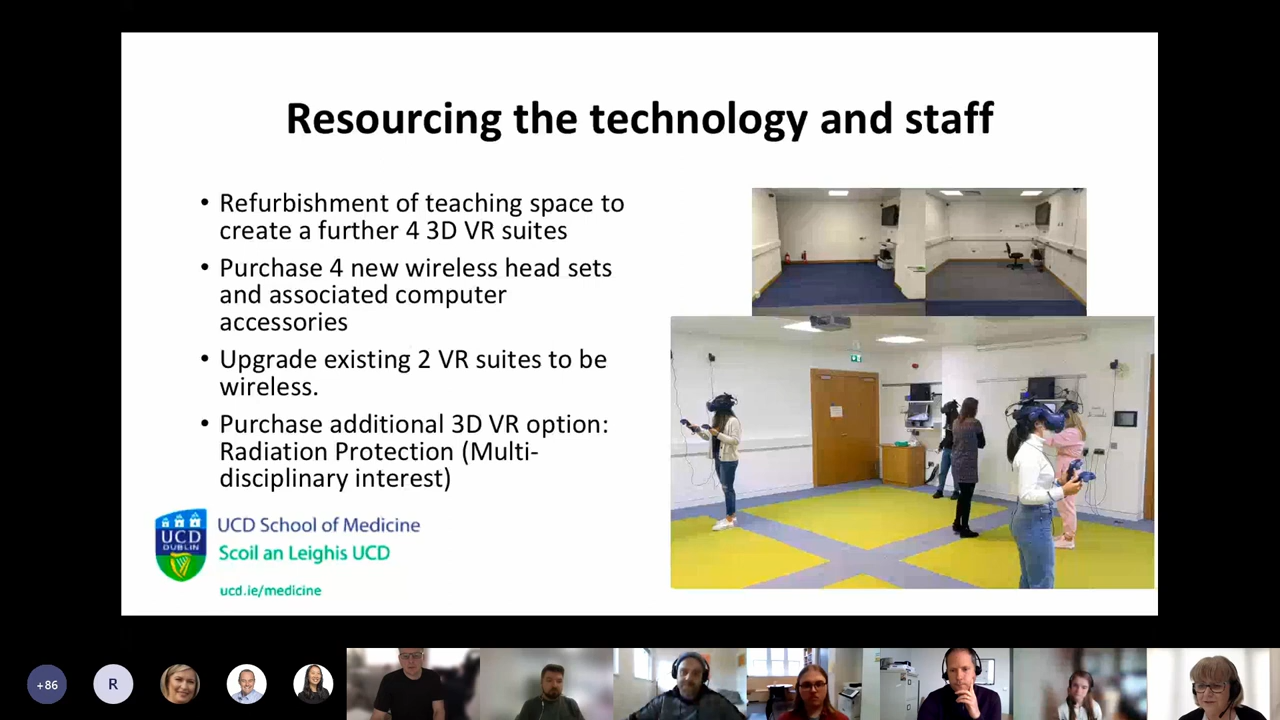 Resourcing the technology and staff
• Refurbishment of teaching space to
create a further 4 3D VR suites
• Purchase 4 new wireless head sets
and associated computer
accessories
• Upgrade existing 2 VR suites to be
wireless.
• Purchase additional 3D VR option:
Radiation Protection (Multi-
disciplinary interest)
UCD
DUBLIN
UCD School of Medicine
Scoil an Leighis UCD
ucd.ie/medicine
+86
R